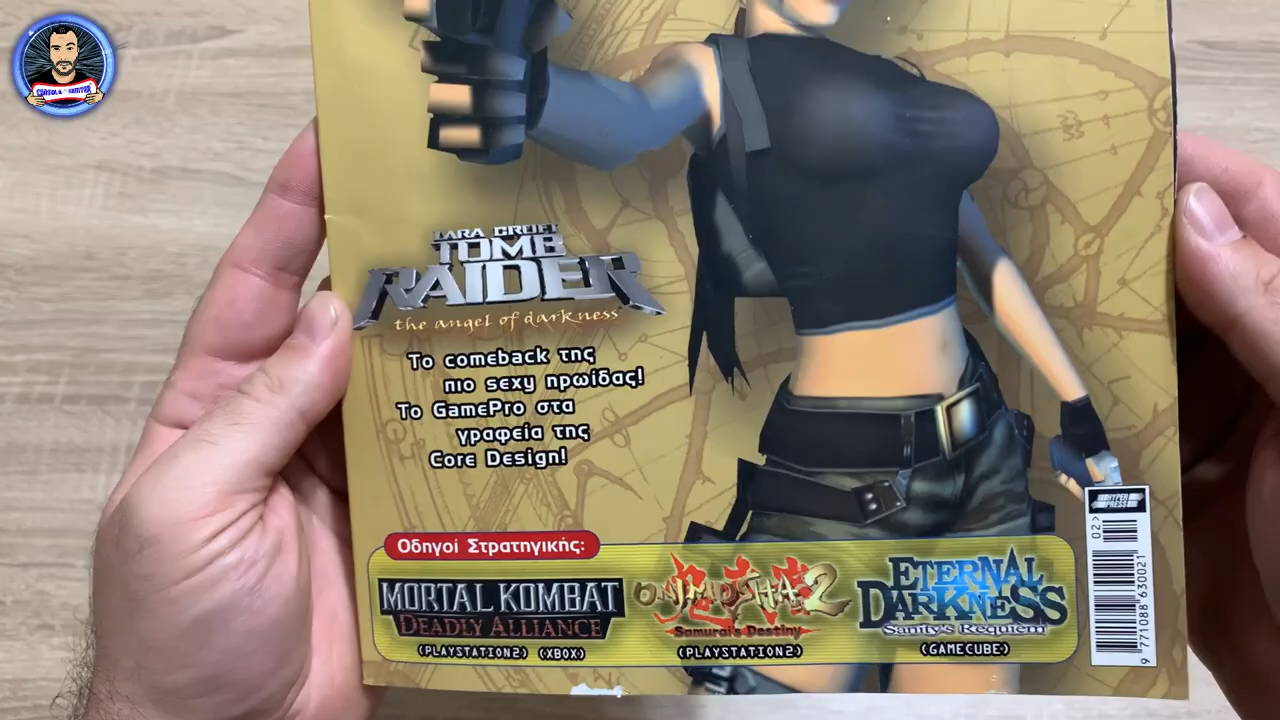 LARA CROFT
TOMB
RAIDER
the angel of darkness
Το comeback της
πιο sexy ηρωίδας!
Το GamePro στα
γραφεία της
Core Design!
Οδηγοί Στρατηγικής:
MORTAL KOMBAT
DEADLY ALLIANCE
(PLAYSTATION2) (XBOX)
ONIMUSHA 2
Samurai's Destiny
(PLAYSTATION2)
ETERNAL
DARKNESS
Sanity's Requiem
(GAMECUBE)
HYPER
PRESS
02>
9 771088 630021